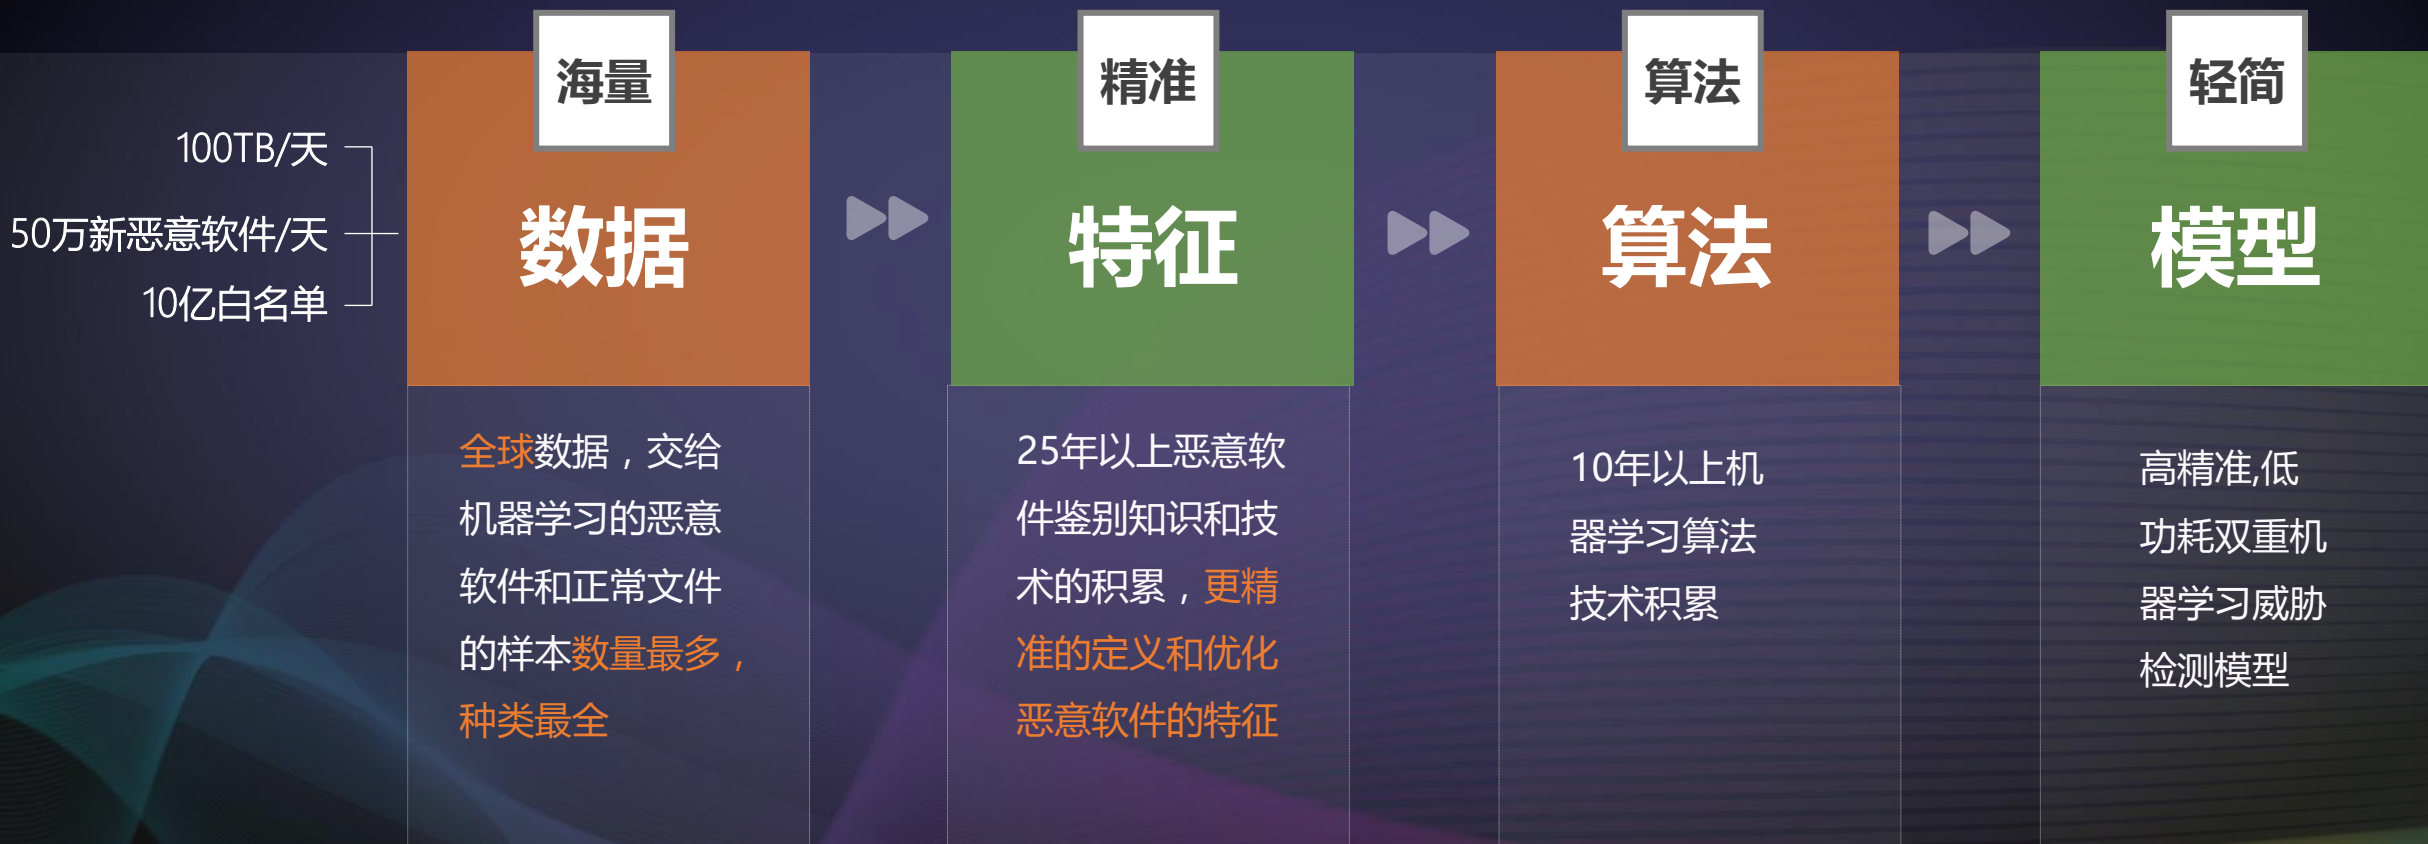 100TB/天
50万新恶意软件/天
10亿白名单
海量
数据
全球数据，交给
机器学习的恶意
软件和正常文件
的样本数量最多，
种类最全
精准
特征
25年以上恶意软
件鉴别知识和技
术的积累，更精
准的定义和优化
恶意软件的特征
算法
算法
10年以上机
器学习算法
技术积累
轻简
模型
高精准,低
功耗双重机
器学习威胁
检测模型